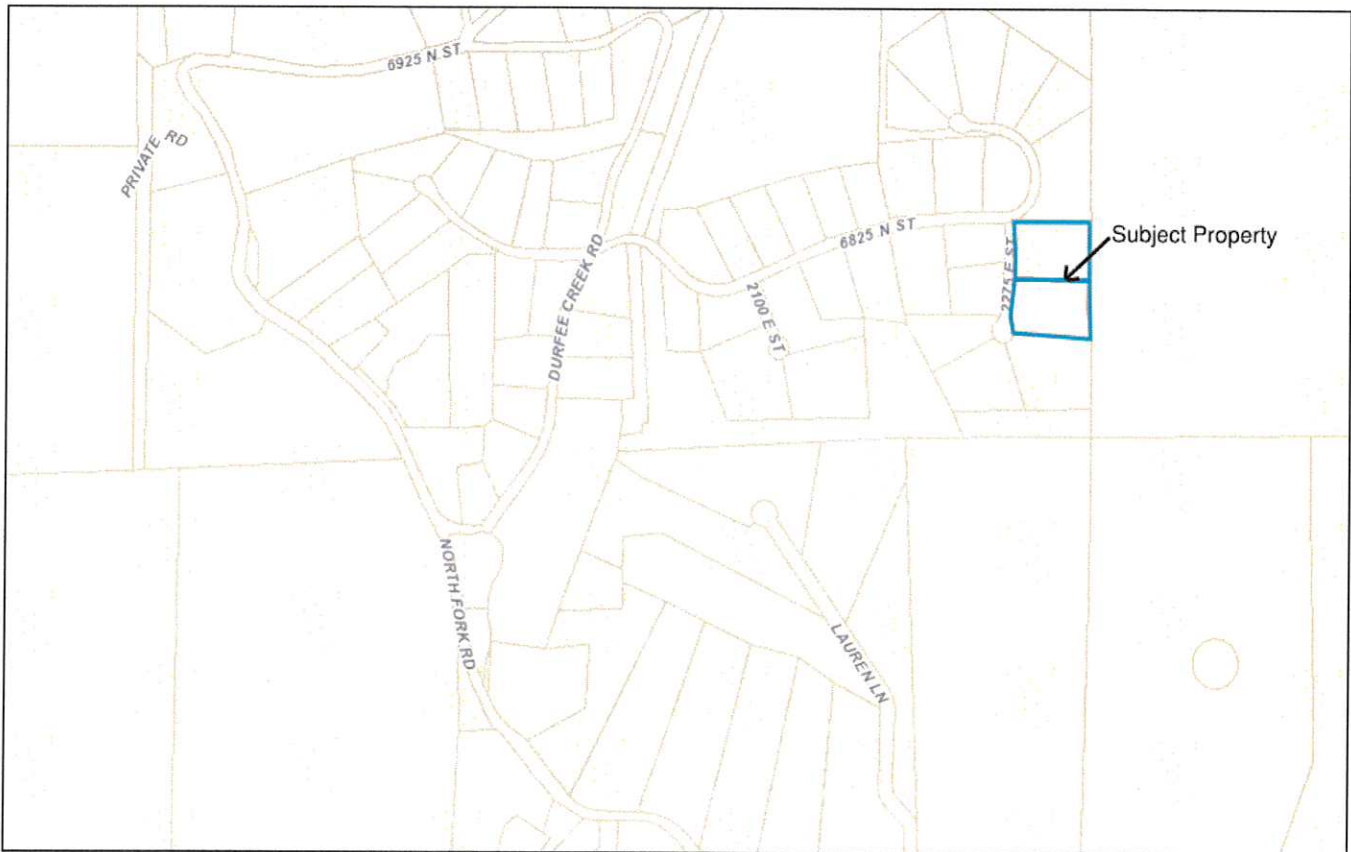 6925 N ST
PRIVATE RD
6825 N ST
Subject Property
2275 E ST
DURFEE CREEK RD
2100 E ST
NORTH FORK RD
LAUREN LN